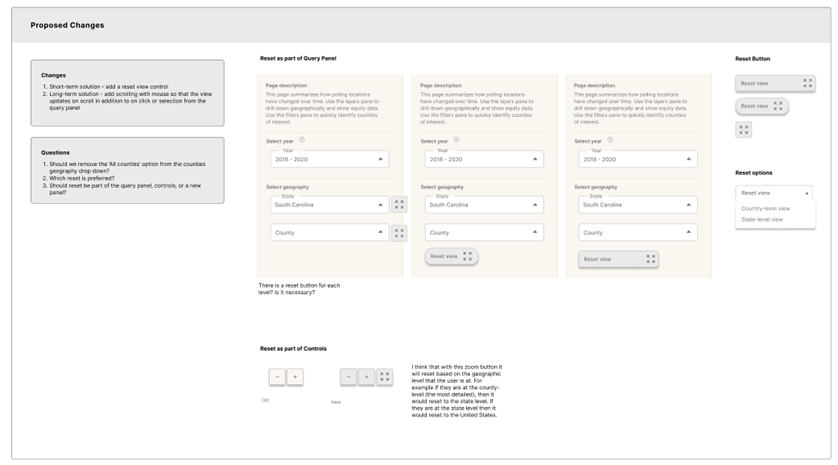 Proposed Changes
Changes
1. Short-term solution - add a reset view control
2. Long-term solution - add scrolling with mouse so that the view
updates on scroll in addition to on click or selection from the
query panel
Questions
1. Should we remove the 'All counties' option from the counties
geography drop down?
2. Which reset is preferred?
3. Should reset be part of the query panel, controls, or a new
panel?
Reset as part of Query Panel
Page description
This page summarizes how polling locations
have changed over time. Use the layers pane to
drill down geographically and show equity data.
Use the filters pane to quickly identify counties
of interest.
Select year
Year
2016 - 2020
Select geography
State
South Carolina
County
There is a reset button for each
level? Is it necessary?
Page description
This page summarizes how polling locations
have changed over time. Use the layers pane to
drill down geographically and show equity data.
Use the filters pane to quickly identify counties
of interest.
Select year
Year
2016 - 2020
Select geography
State
South Carolina
County
Reset view
Page description
This page summarizes how polling locations
have changed over time. Use the layers pane to
drill down geographically and show equity data.
Use the filters pane to quickly identify counties
of interest.
Select year
Year
2016 - 2020
Select geography
State
South Carolina
County
Reset view
Reset Button
Reset view
Reset view
Reset options
Reset view
Country-level view
State-level view
Reset as part of Controls
- +
Old
- +
New
I think that with this zoom button it
will reset based on the geographic
level that the user is at. For
example if they are at the county-
level (the most detailed), then it
would reset to the state level. If
they are at the state level then it
would reset to the United States.